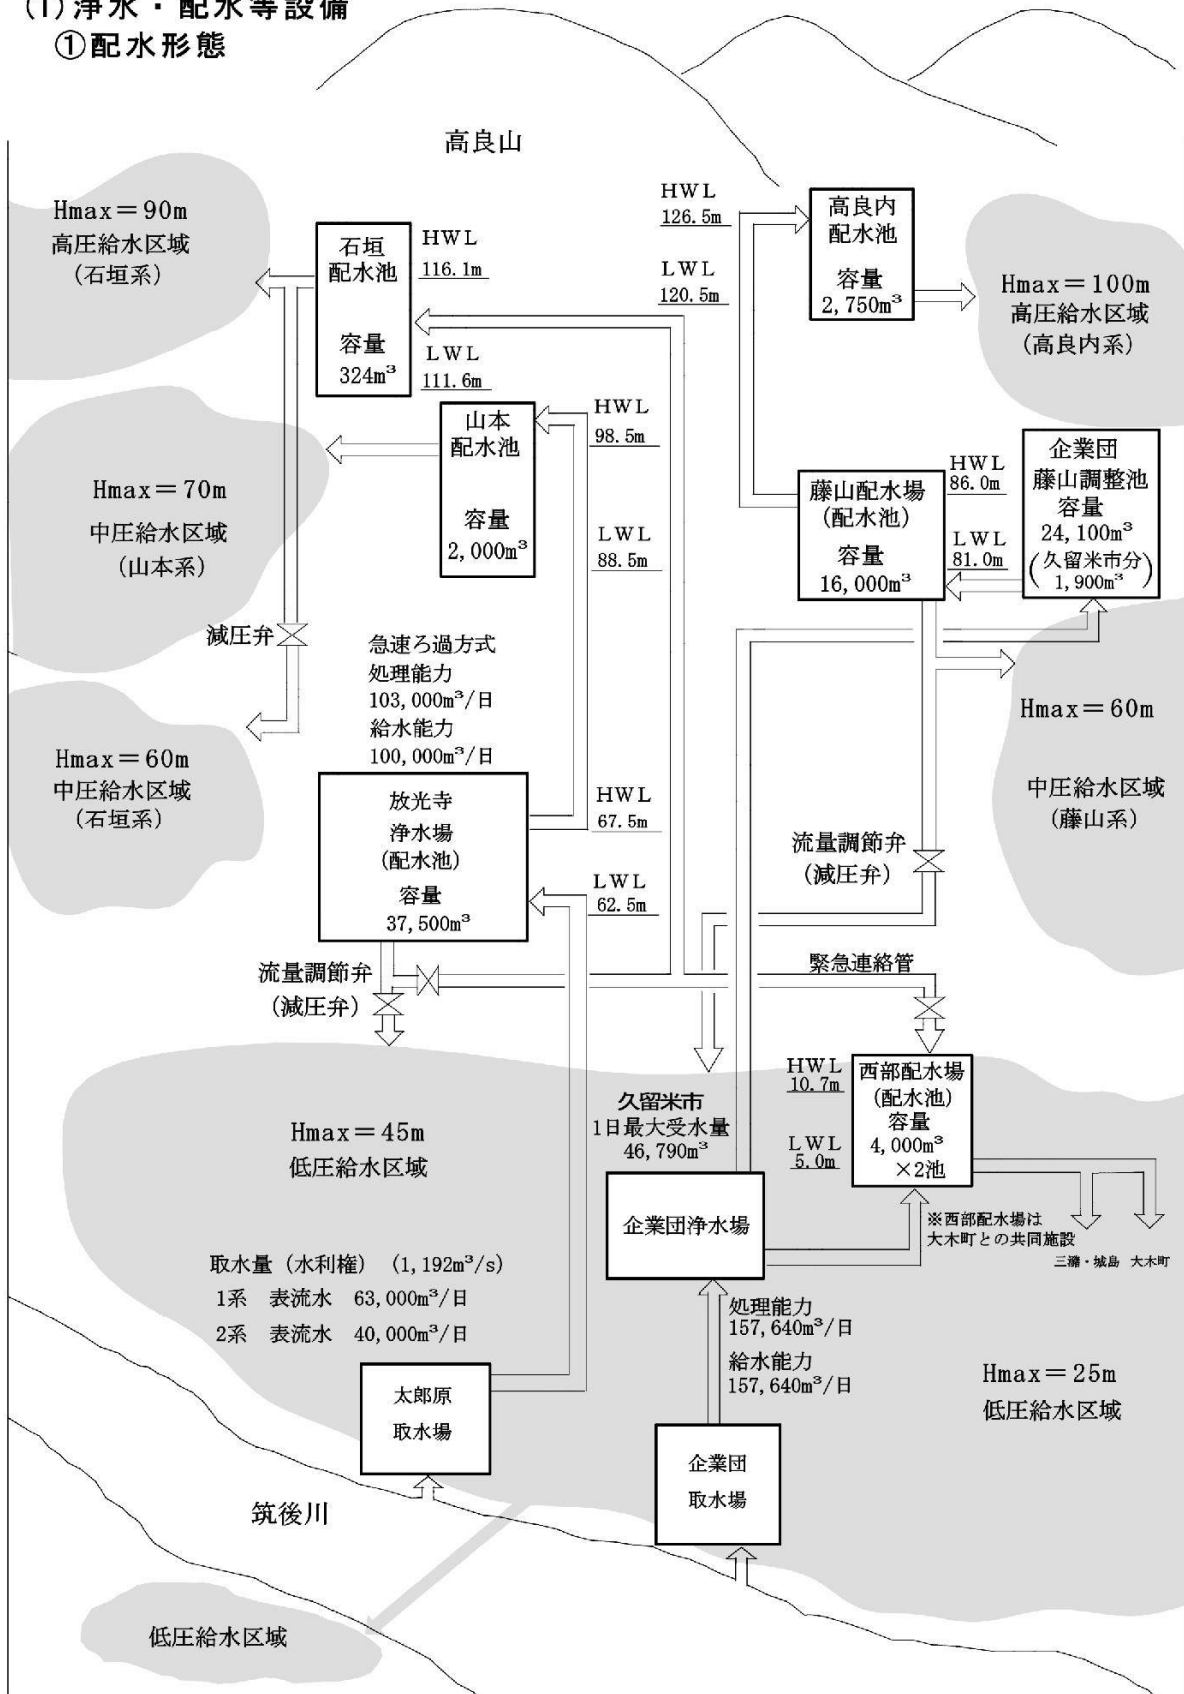 (1)浄水・配水等設備
①配水形態
高良山
Hmax＝90m
高圧給水区域
(石垣系)
石垣
配水池
容量
324m³
HWL
116.1m
LWL
111.6m
HWL
126.5m
LWL
120.5m
高良内
配水池
容量
2,750m³
Hmax＝100m
高圧給水区域
(高良内系)
山本
配水池
容量
2,000m³
HWL
98.5m
LWL
88.5m
Hmax＝70m
中圧給水区域
(山本系)
藤山配水場
(配水池)
容量
16,000m³
HWL
86.0m
LWL
81.0m
企業団
藤山調整池
容量
24,100m³
(久留米市分)
1,900m³
減圧弁
急速ろ過方式
処理能力
103,000m³/日
給水能力
100,000m³/日
Hmax＝60m
中圧給水区域
(石垣系)
放光寺
浄水場
(配水池)
容量
37,500m³
HWL
67.5m
LWL
62.5m
Hmax＝60m
中圧給水区域
(藤山系)
流量調節弁
(減圧弁)
流量調節弁
(減圧弁)
緊急連絡管
HWL
10.7m
LWL
5.0m
西部配水場
(配水池)
容量
4,000m³
×2池
久留米市
1日最大受水量
46,790m³
Hmax＝45m
低圧給水区域
企業団浄水場
※西部配水場は
大木町との共同施設
三潴・城島 大木町
取水量（水利権）（1,192m³/s)
1系 表流水 63,000m³/日
2系 表流水 40,000m³/日
処理能力
157,640m³/日
給水能力
157,640m³/日
Hmax＝25m
低圧給水区域
太郎原
取水場
企業団
取水場
筑後川
低圧給水区域